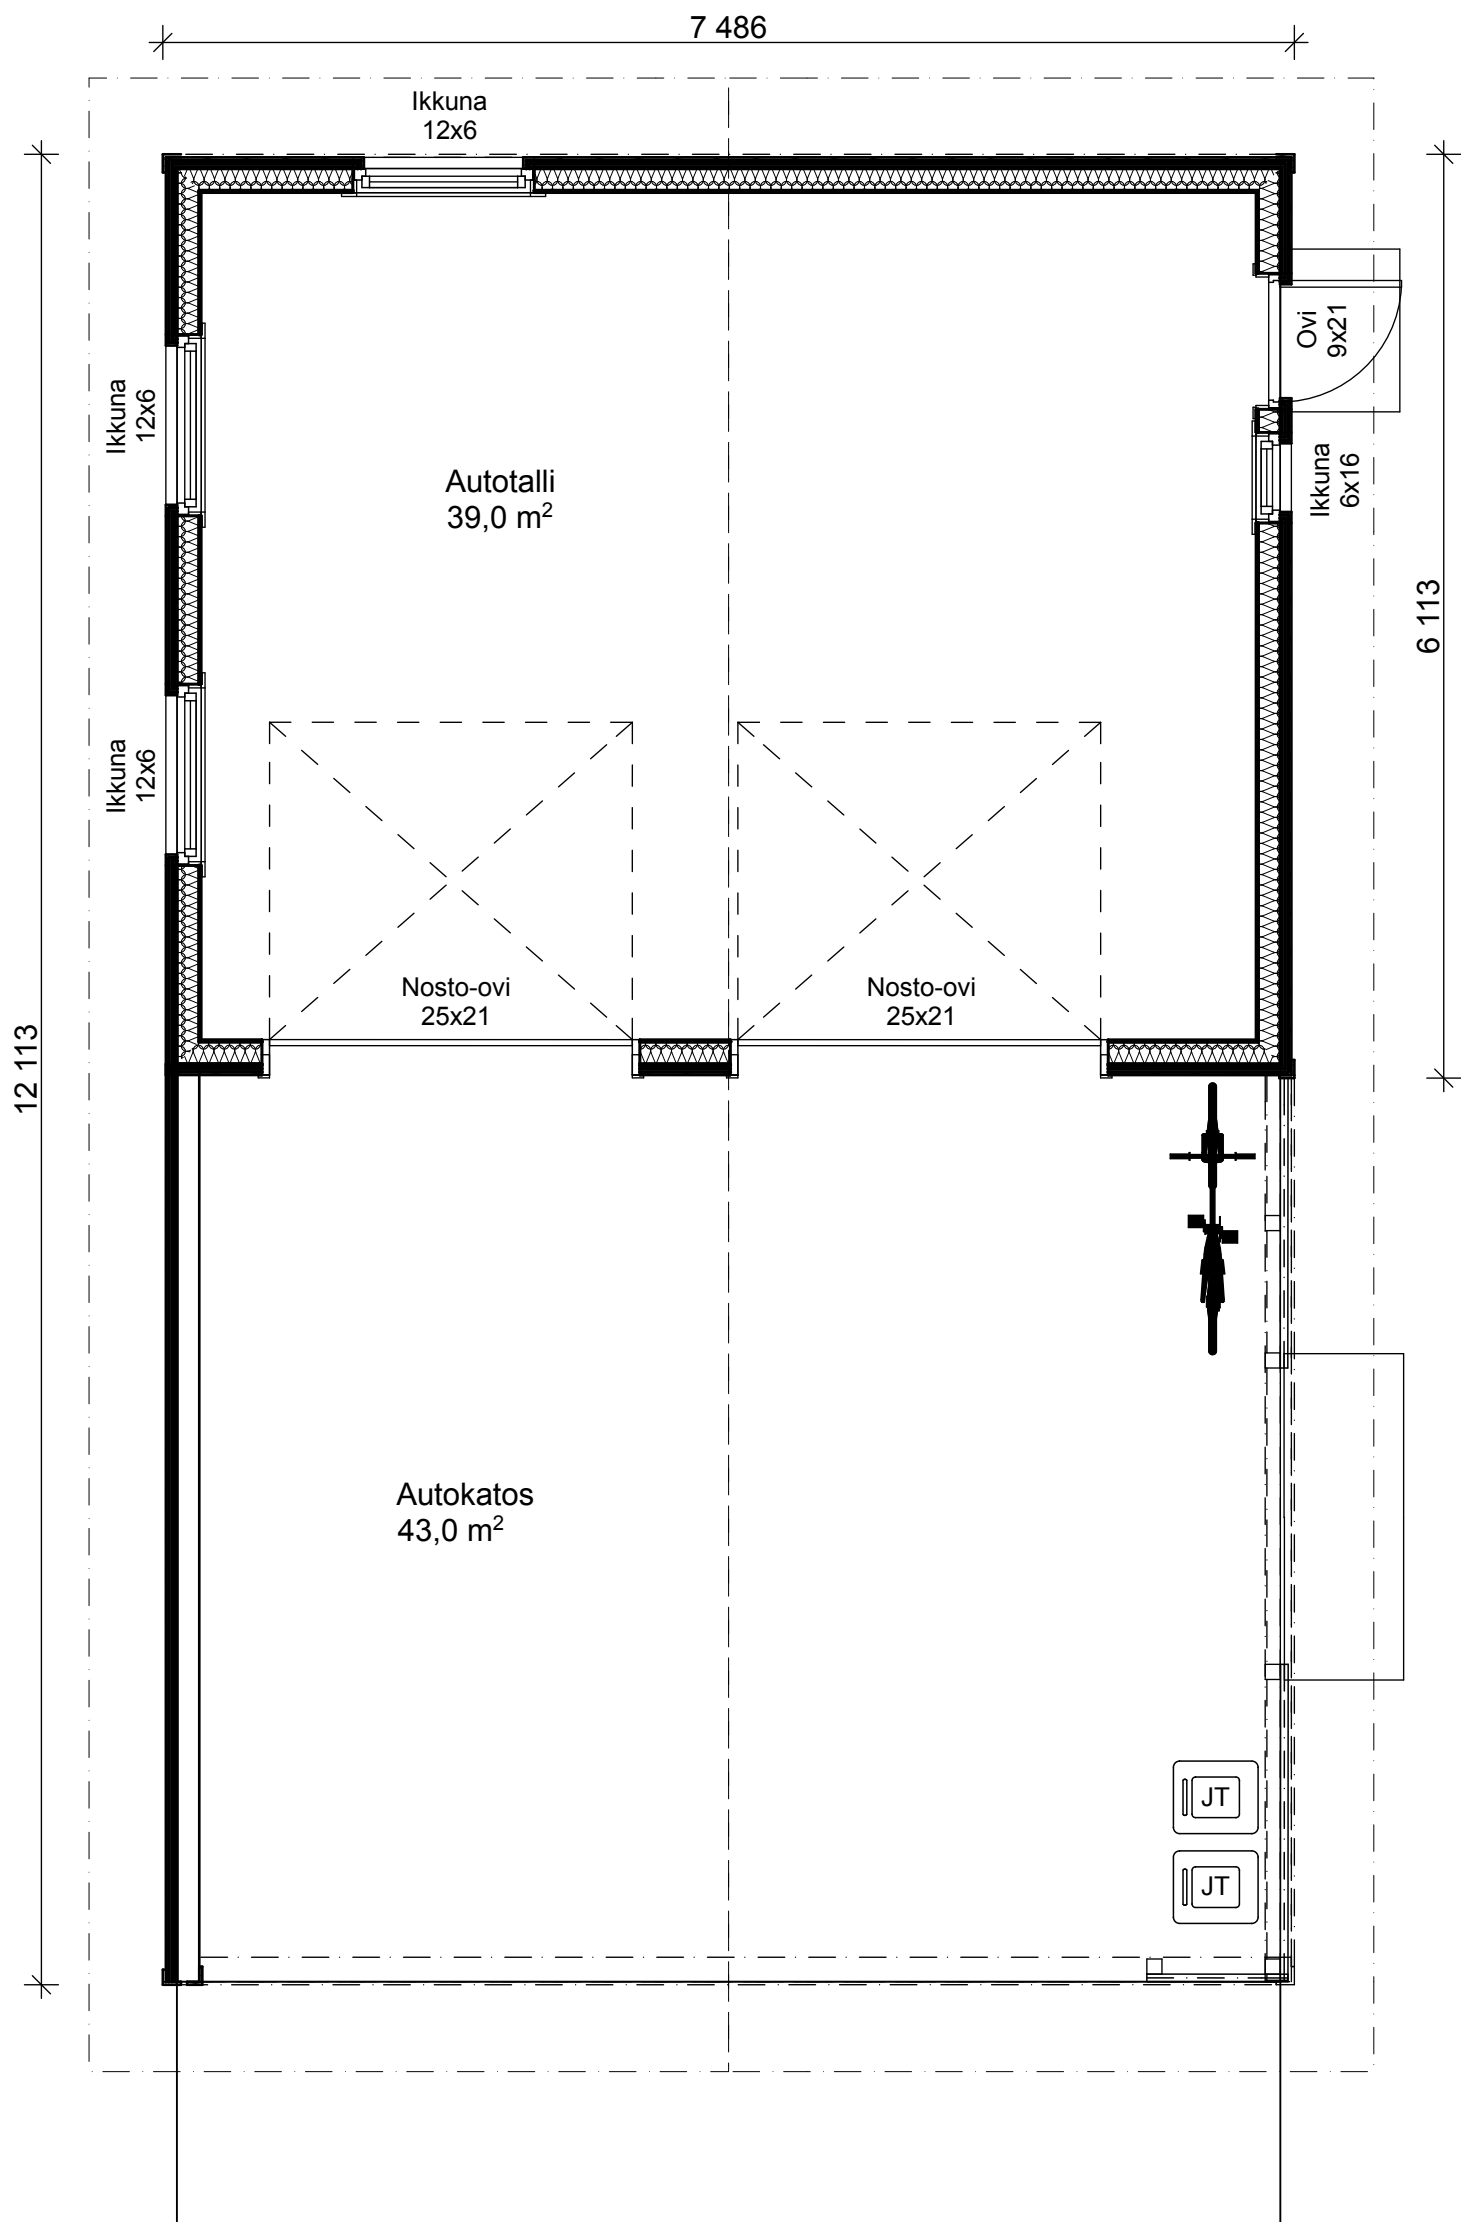 7 486
Ikkuna
12x6
Ovi
9x21
Ikkuna
12x6
Autotalli
39,0 m²
Ikkuna
6x16
6 113
Ikkuna
12x6
Nosto-ovi
25x21
Nosto-ovi
25x21
12 113
Autokatos
43,0 m²
JT
JT